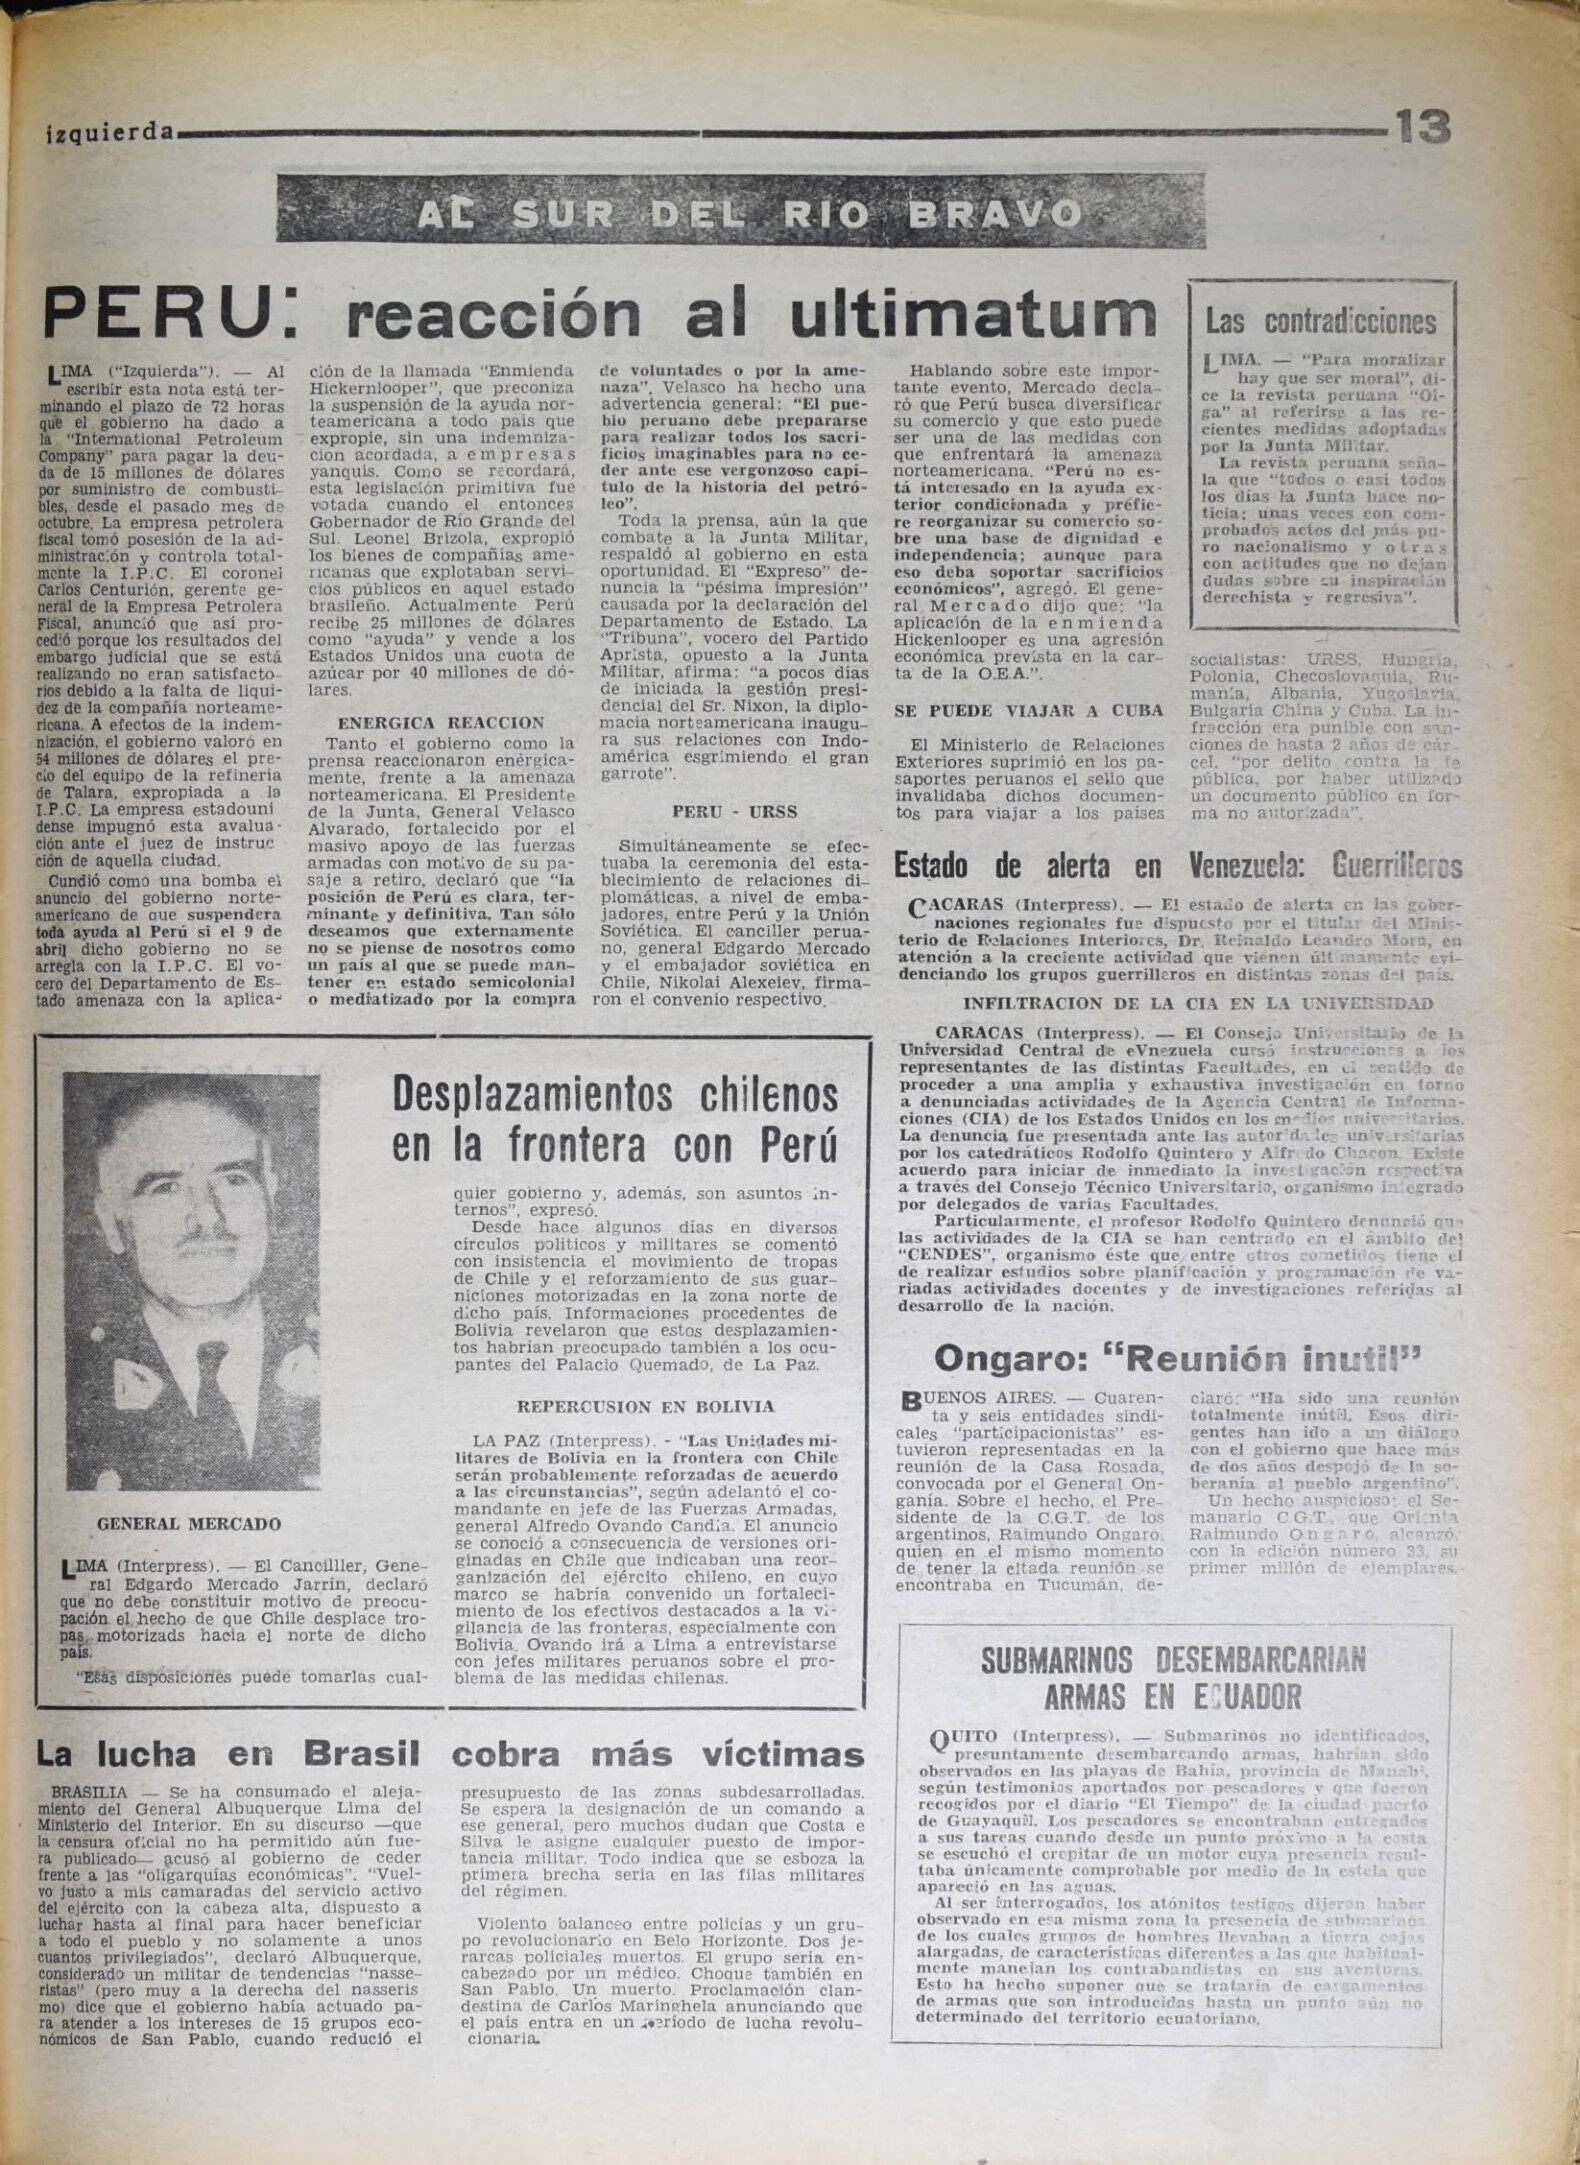 izquierda
13
AL SUR DEL RIO BRAVO
PERU: reacción al ultimatum
LIMA ("Izquierda"). — Al
escribir esta nota está ter-
minando el plazo de 72 horas
que el gobierno ha dado a
la "International Petroleum
Company" para pagar la deu-
da de 15 millones de dólares
por suministro de combusti-
bles, desde el pasado mes de
octubre. La empresa petrolera
fiscal tomó posesión de la ad-
ministración y controla total-
mente la I.P.C. El coronel
Carlos Centurión, gerente ge-
neral de la Empresa Petrolera
Fiscal, anunció que así pro-
cedió porque los resultados del
embargo judicial que se está
realizando no eran satisfacto-
rios debido a la falta de liqui-
dez de la compañía norteame-
ricana. A efectos de la indem-
nización, el gobierno valoró en
54 millones de dólares el pre-
cio del equipo de la refinería
de Talara, expropiada a la
I.P.C. La empresa estadouni
dense impugnó esta avalua-
ción ante el juez de instruc
ción de aquella ciudad.
Cundió como una bomba el
anuncio del gobierno norte-
americano de que suspendera
toda ayuda al Perú si el 9 de
abril dicho gobierno no se
arregla con la I.P.C. El vo-
cero del Departamento de Es-
tado amenaza con la aplica-
ción de la llamada "Enmienda
Hickernlooper", que preconiza
la suspensión de la ayuda nor-
teamericana a todo país que
expropie, sin una indemniza-
cion acordada, a empresas
yanquis. Como se recordará,
esta legislación primitiva fue
votada cuando el entonces
Gobernador de Río Grande del
Sul. Leonel Brizola, expropió
los bienes de compañías ame-
ricanas que explotaban servi-
cios públicos en aquel estado
brasileño. Actualmente Perú
recibe 25 millones de dólares
como "ayuda" y vende a los
Estados Unidos una cuota de
azúcar por 40 millones de dó-
lares.
ENERGICA REACCION
Tanto el gobierno como la
prensa reaccionaron enérgica-
mente, frente a la amenaza
norteamericana. El Presidente
de la Junta, General Velasco
Alvarado, fortalecido por el
masivo apoyo de las fuerzas
armadas con motivo de su pa-
saje a retiro, declaró que "la
posición de Perú es clara, ter-
minante y definitiva. Tan sólo
deseamos que externamente
no se piense de nosotros como
un país al que se puede man-
tener en estado semicolonial
o mediatizado por la compra
de voluntades o por la ame-
naza", Velasco ha hecho una
advertencia general: "El pue-
blo peruano debe prepararse
para realizar todos los sacri-
ficios imaginables para no ce-
der ante ese vergonzoso capí-
tulo de la historia del petró-
leo".
Toda la prensa, aún la que
combate a la Junta Militar,
respaldó al gobierno en esta
oportunidad. El "Expreso" de-
nuncia la "pésima impresión"
causada por la declaración del
Departamento de Estado. La
"Tribuna", vocero del Partido
Aprista, opuesto a la Junta
Militar, afirma: "a pocos días
de iniciada la gestión presi-
dencial del Sr. Nixon, la diplo-
macia norteamericana inaugu-
ra sus relaciones con Indo-
américa esgrimiendo el gran
garrote".
PERU - URSS
Simultáneamente se efec-
tuaba la ceremonia del esta-
blecimiento de relaciones di-
plomáticas, a nivel de emba-
jadores, entre Perú y la Unión
Soviética. El canciller perua-
no, general Edgardo Mercado
y el embajador soviética en
Chile, Nikolai Alexeiev, firma-
ron el convenio respectivo.
Hablando sobre este impor-
tante evento, Mercado decla-
ró que Perú busca diversificar
su comercio y que esto puede
ser una de las medidas con
que enfrentará la amenaza
norteamericana. "Perú no es-
tá interesado en la ayuda ex-
terior condicionada y prefie-
re reorganizar su comercio so-
bre una base de dignidad e
independencia; aunque para
eso deba soportar sacrificios
económicos", agregó. El gene-
ral Mercado dijo que: "la
aplicación de la enmienda
Hickenlooper es una agresión
económica prevista en la car-
ta de la O.E.A.".
SE PUEDE VIAJAR A CUBA
El Ministerio de Relaciones
Exteriores suprimió en los pa-
saportes peruanos el sello que
invalidaba dichos documen-
tos para viajar a los países
socialistas: URSS, Hungría,
Polonia, Checoslovaquia, Ru-
manía, Albania, Yugoslavia,
Bulgaria China y Cuba. La in-
fracción era punible con san-
ciones de hasta 2 años de cár-
cel, "por delito contra la fe
pública, por haber utilizado
un documento público en for-
ma no autorizada".
Las contradicciones
LIMA. — "Para moralizar
hay que ser moral", di-
ce la revista peruana "Oi-
ga" al referirse a las re-
cientes medidas adoptadas
por la Junta Militar.
La revista peruana seña-
la que "todos o casi todos
los días la Junta hace no-
ticia; unas veces con com-
probados actos del más pu-
ro nacionalismo y otras
con actitudes que no dejan
dudas sobre su inspiración
derechista y regresiva".
Estado de alerta en Venezuela: Guerrilleros
CACARAS (Interpress). — El estado de alerta en las gober-
naciones regionales fue dispuesto por el titular del Minis-
terio de Relaciones Interiores, Dr. Reinaldo Leandro Mora, en
atención a la creciente actividad que vienen últimamente evi-
denciando los grupos guerrilleros en distintas zonas del país.
INFILTRACION DE LA CIA EN LA UNIVERSIDAD
CARACAS (Interpress). — El Consejo Universitario de la
Universidad Central de eVnezuela cursó instrucciones a los
representantes de las distintas Facultades, en el sentido de
proceder a una amplia y exhaustiva investigación en torno
a denunciadas actividades de la Agencia Central de Informa-
ciones (CIA) de los Estados Unidos en los medios universitarios.
La denuncia fue presentada ante las autoridades universitarias
por los catedráticos Rodolfo Quintero y Alfredo Chacon. Existe
acuerdo para iniciar de inmediato la investigación respectiva
a través del Consejo Técnico Universitario, organismo integrado
por delegados de varias Facultades.
Particularmente, el profesor Rodolfo Quintero denunció que
las actividades de la CIA se han centrado en el ámbito del
"CENDES", organismo éste que entre otros cometidos tiene el
de realizar estudios sobre planificación y programación de va-
riadas actividades docentes y de investigaciones referidas al
desarrollo de la nación.
Desplazamientos chilenos
en la frontera con Perú
GENERAL MERCADO
LIMA (Interpress). — El Cancilller, Gene-
ral Edgardo Mercado Jarrín, declaró
que no debe constituir motivo de preocu-
pación el hecho de que Chile desplace tro-
pas motorizads hacia el norte de dicho
país.
"Esas disposiciones puede tomarlas cual-
quier gobierno y, además, son asuntos in-
ternos", expresó.
Desde hace algunos días en diversos
círculos políticos y militares se comentó
con insistencia el movimiento de tropas
de Chile y el reforzamiento de sus guar-
niciones motorizadas en la zona norte de
dicho país. Informaciones procedentes de
Bolivia revelaron que estos desplazamien-
tos habrían preocupado también a los ocu-
pantes del Palacio Quemado, de La Paz.
REPERCUSION EN BOLIVIA
LA PAZ (Interpress). - "Las Unidades mi-
litares de Bolivia en la frontera con Chile
serán probablemente reforzadas de acuerdo
a las circunstancias", según adelantó el co-
mandante en jefe de las Fuerzas Armadas,
general Alfredo Ovando Candia. El anuncio
se conoció a consecuencia de versiones ori-
ginadas en Chile que indicaban una reor-
ganización del ejército chileno, en cuyo
marco se habría convenido un fortaleci-
miento de los efectivos destacados a la vi-
gilancia de las fronteras, especialmente con
Bolivia. Ovando irá a Lima a entrevistarse
con jefes militares peruanos sobre el pro-
blema de las medidas chilenas.
Ongaro: "Reunión inutil"
BUENOS AIRES. — Cuaren-
ta y seis entidades sindi-
cales "participacionistas" es-
tuvieron representadas en la
reunión de la Casa Rosada,
convocada por el General On-
ganía. Sobre el hecho, el Pre-
sidente de la C.G.T. de los
argentinos, Raimundo Ongaro,
quien en el mismo momento
de tener la citada reunión se
encontraba en Tucumán, de-
claró: "Ha sido una reunión
totalmente inútil. Esos diri-
gentes han ido a un diálogo
con el gobierno que hace más
de dos años despojó de la so-
beranía al pueblo argentino".
Un hecho auspicioso: el Se-
manario C.G.T., que Orienta
Raimundo Ongaro, alcanzó,
con la edición número 33, su
primer millón de ejemplares.
La lucha en Brasil cobra más víctimas
BRASILIA — Se ha consumado el aleja-
miento del General Albuquerque Lima del
Ministerio del Interior. En su discurso —que
la censura oficial no ha permitido aún fue-
ra publicado— acusó al gobierno de ceder
frente a las "oligarquías económicas". "Vuel-
vo justo a mis camaradas del servicio activo
del ejército con la cabeza alta, dispuesto a
luchar hasta al final para hacer beneficiar
a todo el pueblo y no solamente a unos
cuantos privilegiados", declaró Albuquerque,
considerado un militar de tendencias "nasse-
ristas" (pero muy a la derecha del nasseris
mo) dice que el gobierno había actuado pa-
ra atender a los intereses de 15 grupos eco-
nómicos de San Pablo, cuando redució el
presupuesto de las zonas subdesarrolladas.
Se espera la designación de un comando a
ese general, pero muchos dudan que Costa e
Silva le asigne cualquier puesto de impor-
tancia militar. Todo indica que se esboza la
primera brecha seria en las filas militares
del régimen.
Violento balanceo entre policías y un gru-
po revolucionario en Belo Horizonte. Dos je-
rarcas policiales muertos. El grupo sería en-
cabezado por un médico. Choque también en
San Pablo. Un muerto. Proclamación clan-
destina de Carlos Maringhela anunciando que
el país entra en un período de lucha revolu-
cionaria.
SUBMARINOS DESEMBARCARIAN
ARMAS EN ECUADOR
QUITO (Interpress). — Submarinos no identificados,
presuntamente desembarcando armas, habrían sido
observados en las playas de Bahía, provincia de Manabí,
según testimonios aportados por pescadores y que fueron
recogidos por el diario "El Tiempo" de la ciudad puerto
de Guayaquil. Los pescadores se encontraban entregados
a sus tareas cuando desde un punto próximo a la costa
se escuchó el crepitar de un motor cuya presencia resul-
taba únicamente comprobable por medio de la estela que
apareció en las aguas.
Al ser interrogados, los atónitos testigos dijeron haber
observado en esa misma zona la presencia de submarinos
de los cuales grupos de hombres llevaban a tierra cajas
alargadas, de características diferentes a las que habitual-
mente manejan los contrabandistas en sus aventuras.
Esto ha hecho suponer que se trataría de cargamentos
de armas que son introducidas hasta un punto aún no
determinado del territorio ecuatoriano.